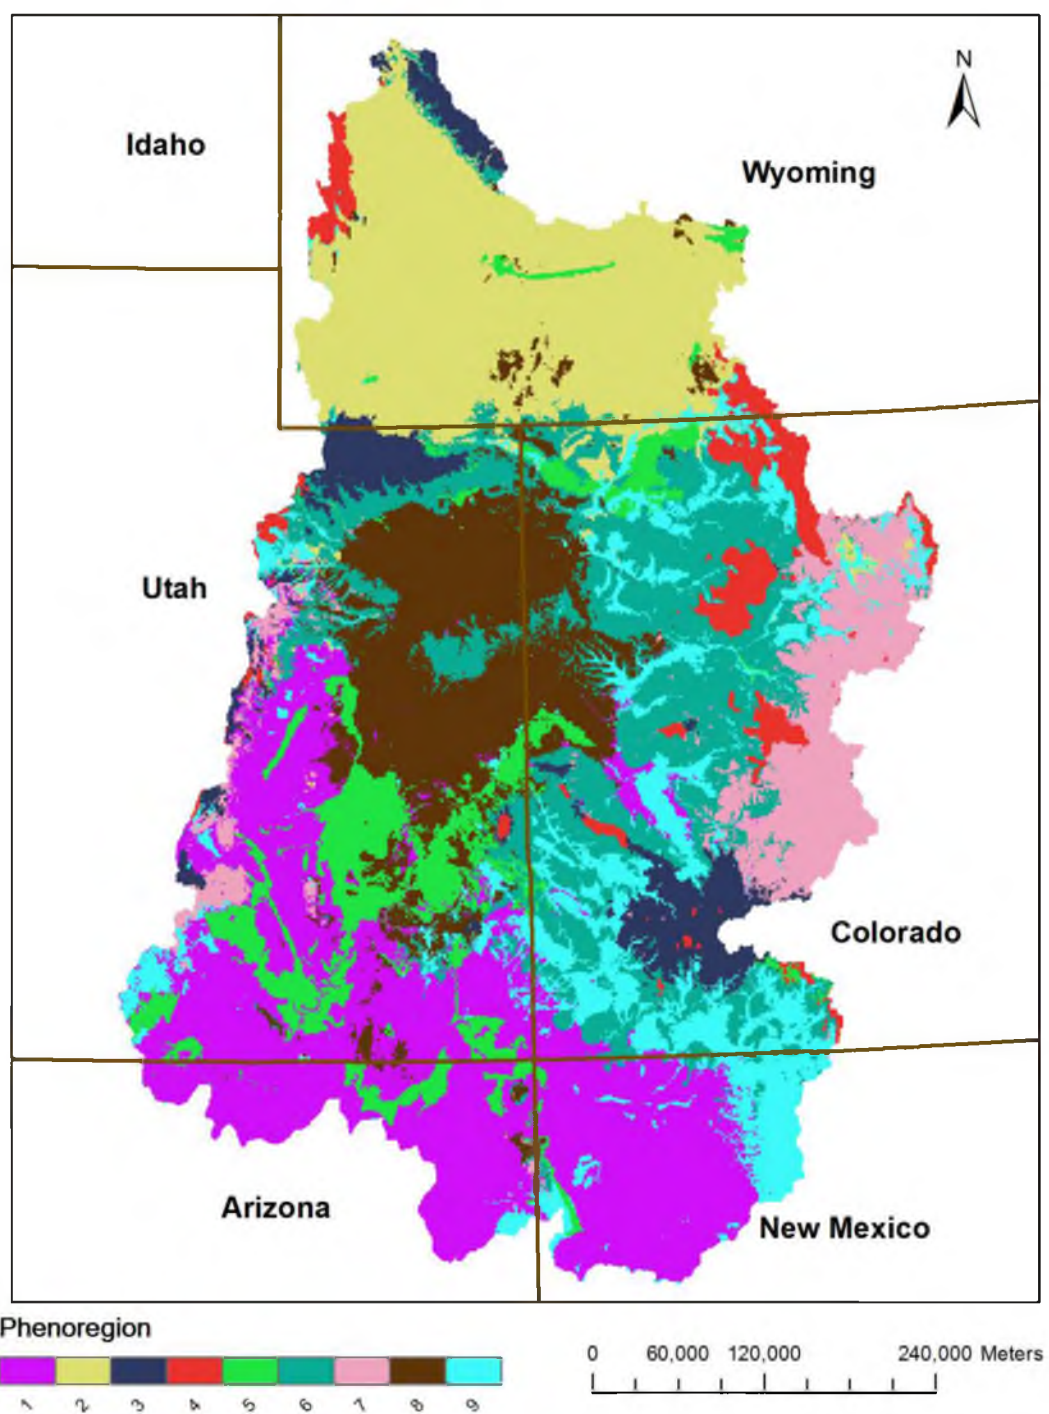 N
Idaho
Wyoming
Utah
Colorado
Arizona
New Mexico
Phenoregion
0 60,000 120,000 240,000 Meters
1 2 3 4 5 6 7 8 9